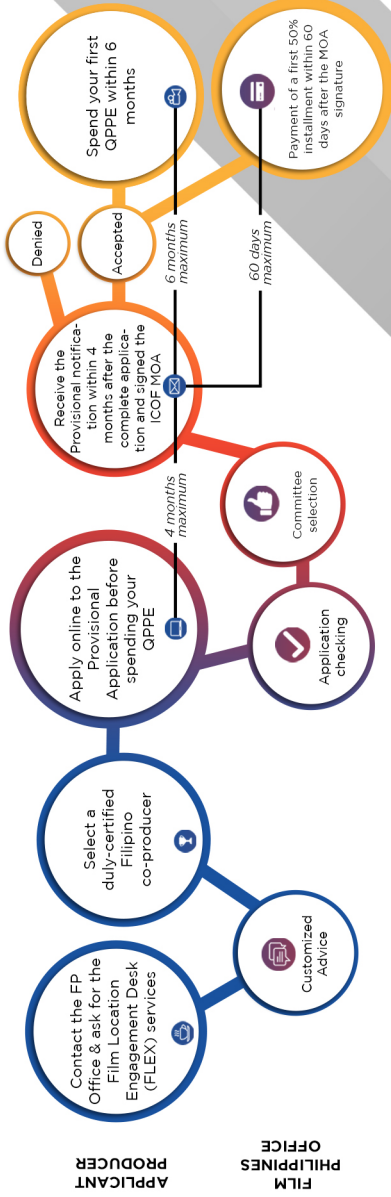 APPLICANT
PRODUCER
FILM
PHILIPPINES
OFFICE
Contact the FP
Office & ask for the
Film Location
Engagement Desk
(FLEX) services
Customized
Advice
Select a
duly-certified
Filipino
co-producer
Apply online to the
Provisional
Application before
spending your
QPPE
Application
checking
Committee
selection
4 months
maximum
Receive the
Provisional notifica-
tion within 4
months after the
complete applica-
tion and signed the
ICOF MOA
Denied
Accepted
6 months
maximum
60 days
maximum
Spend your first
QPPE within 6
months
Payment of a first 50%
installment within 60
days after the MOA
signature